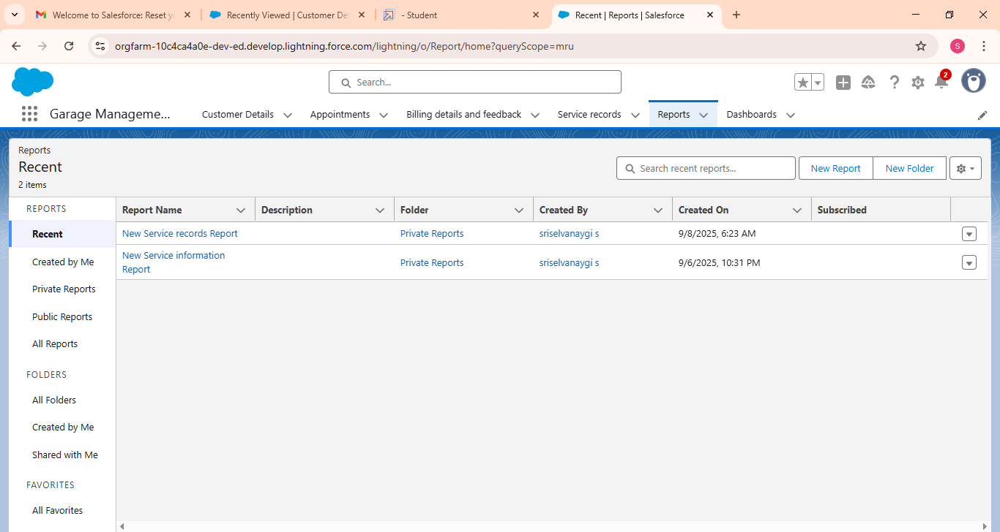 Welcome to Salesforce: Reset yo
Recently Viewed | Customer De
- Student
Recent | Reports | Salesforce
orgfarm-10c4ca4a0e-dev-ed.develop.lightning.force.com/lightning/o/Report/home?queryScope=mru
S
Search...
2
Garage Manageme...
Customer Details
Appointments
Billing details and feedback
Service records
Reports
Dashboards
Reports
Recent
2 items
Search recent reports...
New Report
New Folder
REPORTS
Recent
Created by Me
Private Reports
Public Reports
All Reports
FOLDERS
All Folders
Created by Me
Shared with Me
FAVORITES
All Favorites
Report Name Description Folder Created By Created On Subscribed
New Service records Report Private Reports sriselvanaygi s 9/8/2025, 6:23 AM
New Service information
Report Private Reports sriselvanaygi s 9/6/2025, 10:31 PM